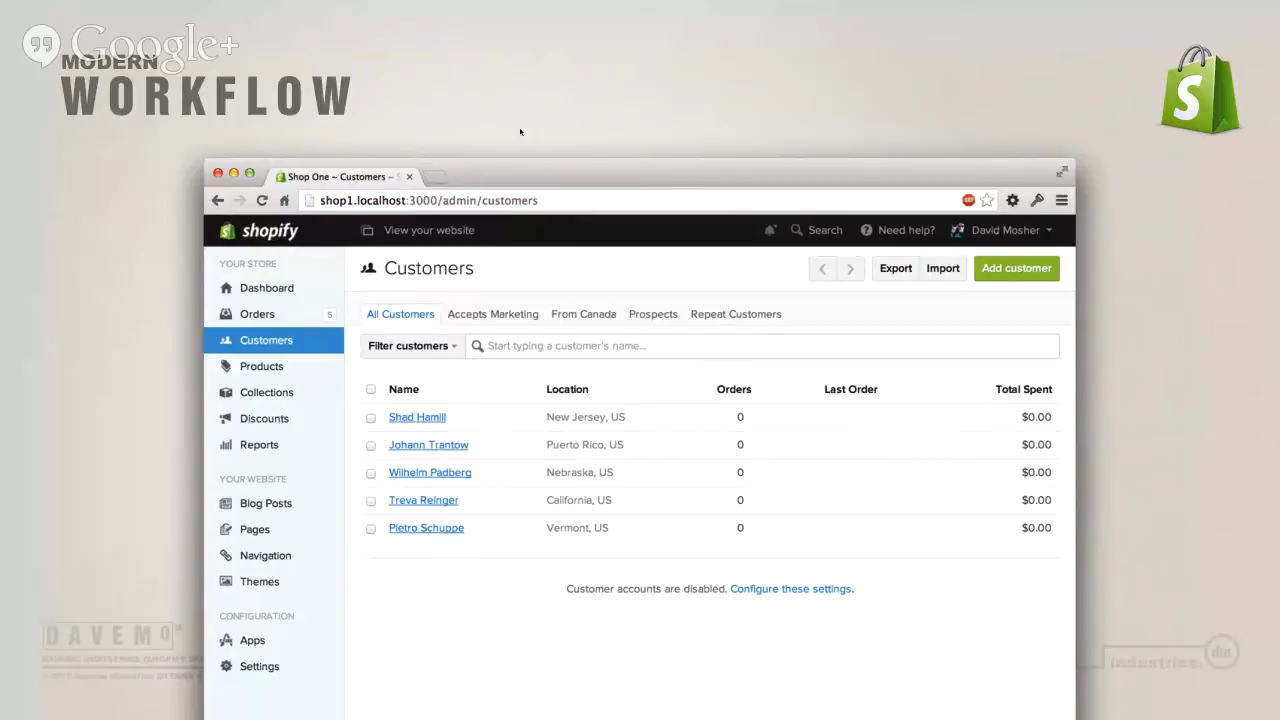 Google+
MODERN
WORKFLOW
Shop One ~ Customers ~ S
shop1.localhost:3000/admin/customers
shopify
View your website
Search
Need help?
David Mosher
YOUR STORE
Dashboard
Orders 5
Customers
Products
Collections
Discounts
Reports
YOUR WEBSITE
Blog Posts
Pages
Navigation
Themes
CONFIGURATION
Apps
Settings
Customers
Export Import Add customer
All Customers Accepts Marketing From Canada Prospects Repeat Customers
Filter customers Start typing a customer's name...
Name Location Orders Last Order Total Spent
Shad Hamill New Jersey, US 0 $0.00
Johann Trantow Puerto Rico, US 0 $0.00
Wilhelm Padberg Nebraska, US 0 $0.00
Treva Reinger California, US 0 $0.00
Pietro Schuppe Vermont, US 0 $0.00
Customer accounts are disabled. Configure these settings.
DAVEMO
industries.
dm